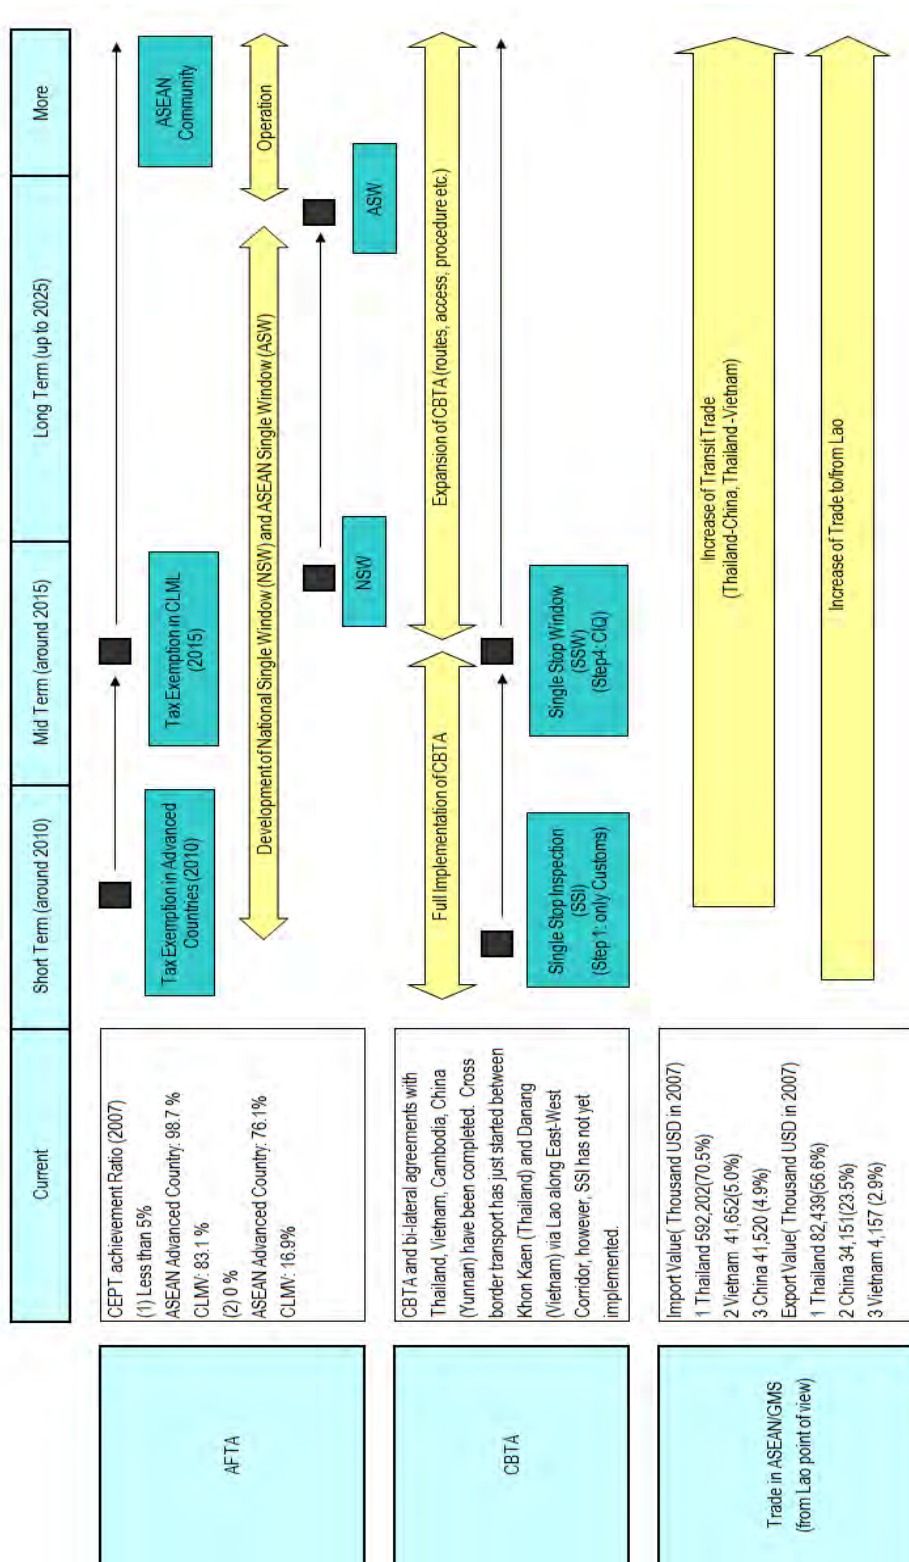 Current
Short Term (around 2010)
Mid Term (around 2015)
Long Term (up to 2025)
More
AFTA
CEPT achievement Ratio (2007)
(1) Less than 5%
ASEAN Advanced Country: 98.7 %
CLMV: 83.1 %
(2) 0 %
ASEAN Advanced Country: 76.1%
CLMV: 16.9%
Tax Exemption in Advanced
Countries (2010)
Tax Exemption in CLML
(2015)
ASEAN
Community
Development of National Single Window (NSW) and ASEAN Single Window (ASW)
Operation
NSW
ASW
CBTA
CBTA and bi-lateral agreements with
Thailand, Vietnam, Cambodia, China
(Yunnan) have been completed. Cross
border transport has just started between
Khon Kaen (Thailand) and Danang
(Vietnam) via Lao along East-West
Corridor, however, SSI has not yet
implemented.
Full Implementation of CBTA
Expansion of CBTA (routes, access, procedure etc.)
Single Stop Inspection
(SSI)
(Step 1: only Customs)
Single Stop Window
(SSW)
(Step4: CIQ)
Trade in ASEAN/GMS
(from Lao point of view)
Import Value( Thousand USD in 2007)
1 Thailand 592,202(70.5%)
2 Vietnam 41,652(5.0%)
3 China 41,520 (4.9%)
Export Value( Thousand USD in 2007)
1 Thailand 82,439(56.6%)
2 China 34,151(23.5%)
3 Vietnam 4,157 (2.9%)
Increase of Transit Trade
(Thailand-China, Thailand-Vietnam)
Increase of Trade to/from Lao